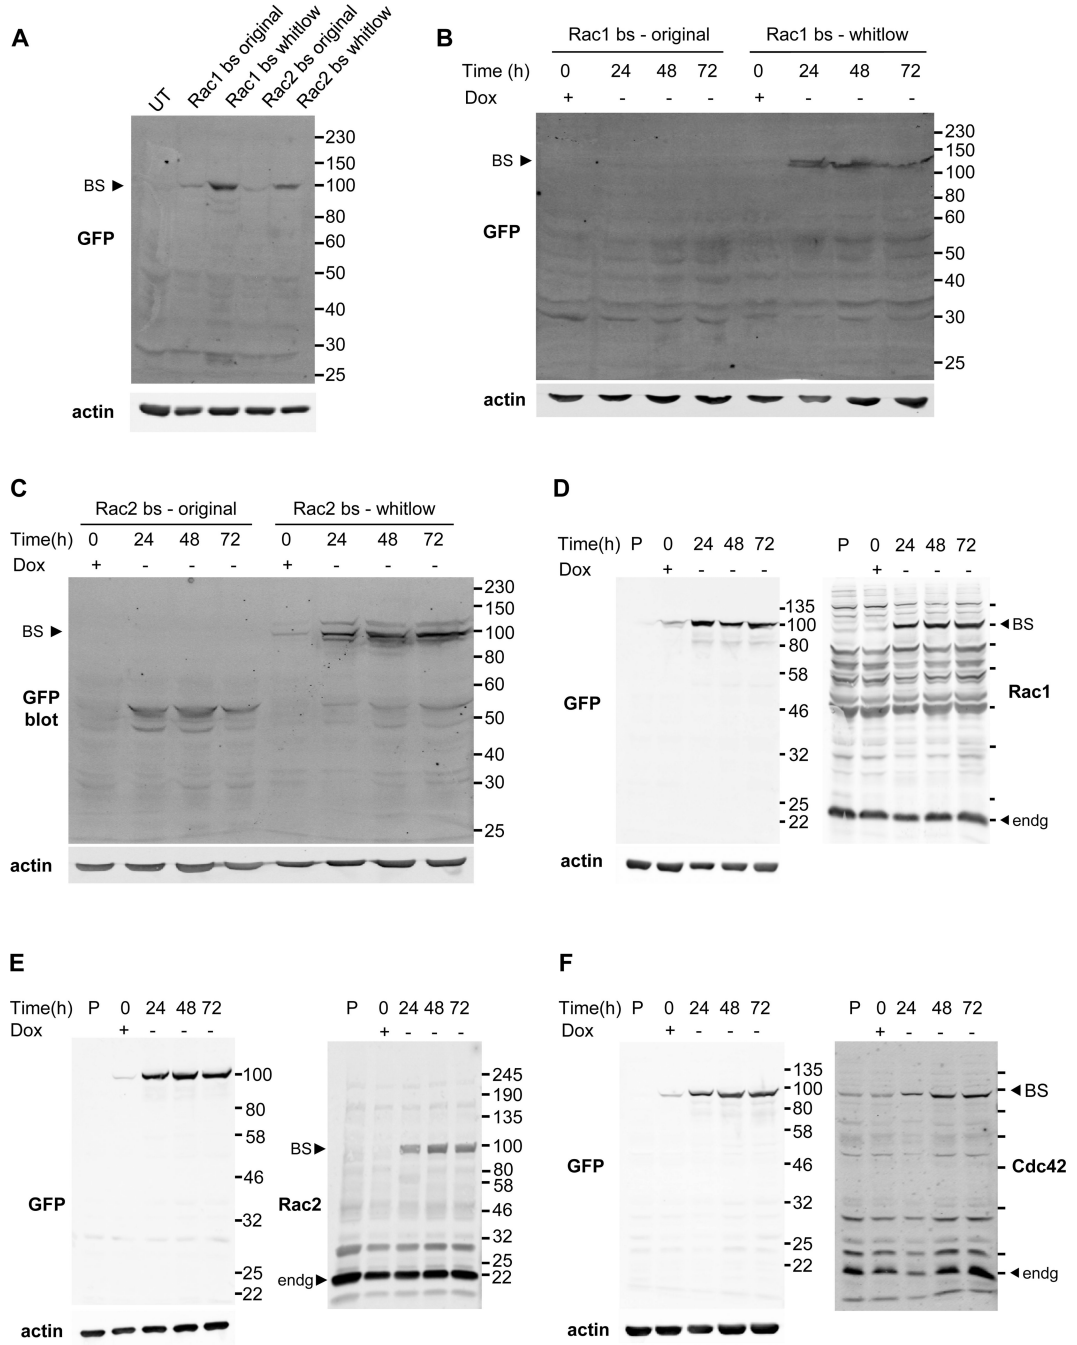 A
UT
Rac1 bs original
Rac1 bs whitlow
Rac2 bs original
Rac2 bs whitlow
230
150
BS
100
80
GFP
60
50
40
30
25
actin
B
Rac1 bs - original
Rac1 bs - whitlow
Time (h) 0 24 48 72 0 24 48 72
Dox + - - - + - - -
230
150
BS
100
80
60
GFP
50
40
30
25
actin
C
Rac2 bs - original
Rac2 bs - whitlow
Time(h) 0 24 48 72 0 24 48 72
Dox + - - - + - - -
230
150
BS 100
80
60
GFP
blot
50
40
30
25
actin
D
Time(h) P 0 24 48 72
Dox + - - -
135
100
80
58
GFP
46
32
25
22
actin
P 0 24 48 72
+ - - -
BS
Rac1
endg
E
Time(h) P 0 24 48 72
Dox + - - -
100
80
58
46
GFP
32
25
22
actin
P 0 24 48 72
+ - - -
245
190
135
BS 100
80
58
Rac2 46
32
25
endg 22
F
Time(h) P 0 24 48 72
Dox + - - -
135
100
80
58
GFP 46
32
25
22
actin
P 0 24 48 72
+ - - -
BS
Cdc42
endg